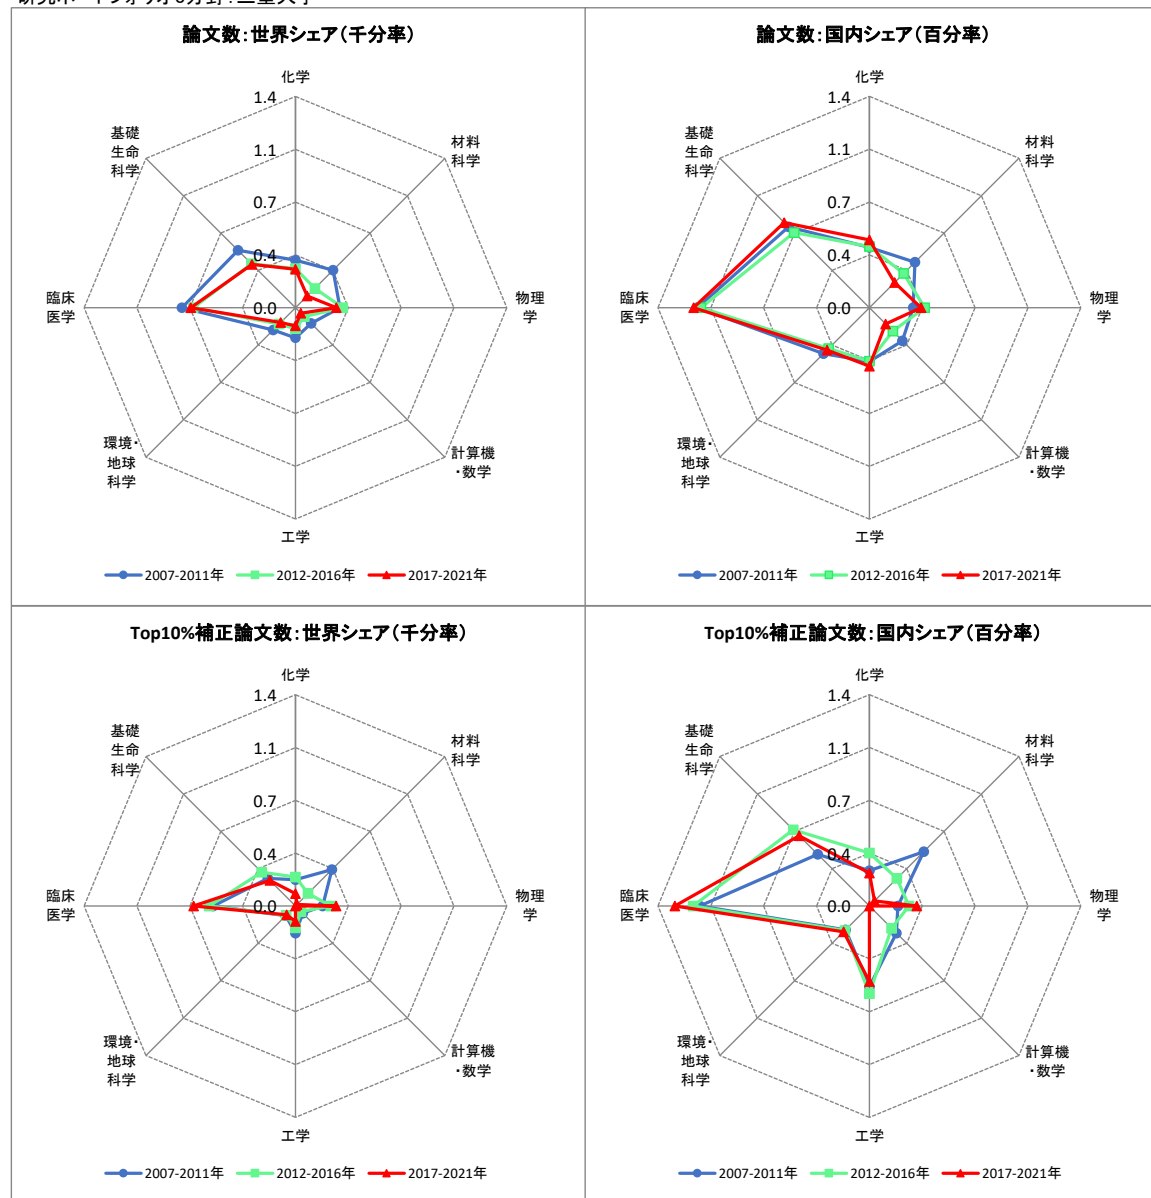 論文数：世界シェア（千分率）
化学
1.4
1.1
0.7
0.4
0.0
材料
科学
物理
学
計算機
・数学
工学
環境・
地球
科学
臨床
医学
基礎
生命
科学
2007-2011年
2012-2016年
2017-2021年
論文数：国内シェア（百分率）
化学
1.4
1.1
0.7
0.4
0.0
材料
科学
物理
学
計算機
・数学
工学
環境・
地球
科学
臨床
医学
基礎
生命
科学
2007-2011年
2012-2016年
2017-2021年
Top10%補正論文数：世界シェア（千分率）
化学
1.4
1.1
0.7
0.4
0.0
材料
科学
物理
学
計算機
・数学
工学
環境・
地球
科学
臨床
医学
基礎
生命
科学
2007-2011年
2012-2016年
2017-2021年
Top10%補正論文数：国内シェア（百分率）
化学
1.4
1.1
0.7
0.4
0.0
材料
科学
物理
学
計算機
・数学
工学
環境・
地球
科学
臨床
医学
基礎
生命
科学
2007-2011年
2012-2016年
2017-2021年